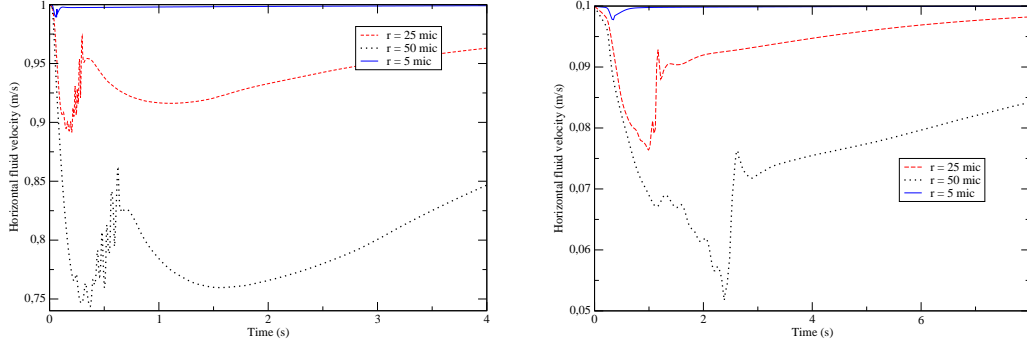 1
0,95
0,9
0,85
0,8
0,75
0
1
2
3
4
Time (s)
Horizontal fluid velocity (m/s)
r = 25 mic
r = 50 mic
r = 5 mic
0,1
0,09
0,08
0,07
0,06
0,05
0
2
4
6
Time (s)
Horizontal fluid velocity (m/s)
r = 25 mic
r = 50 mic
r = 5 mic